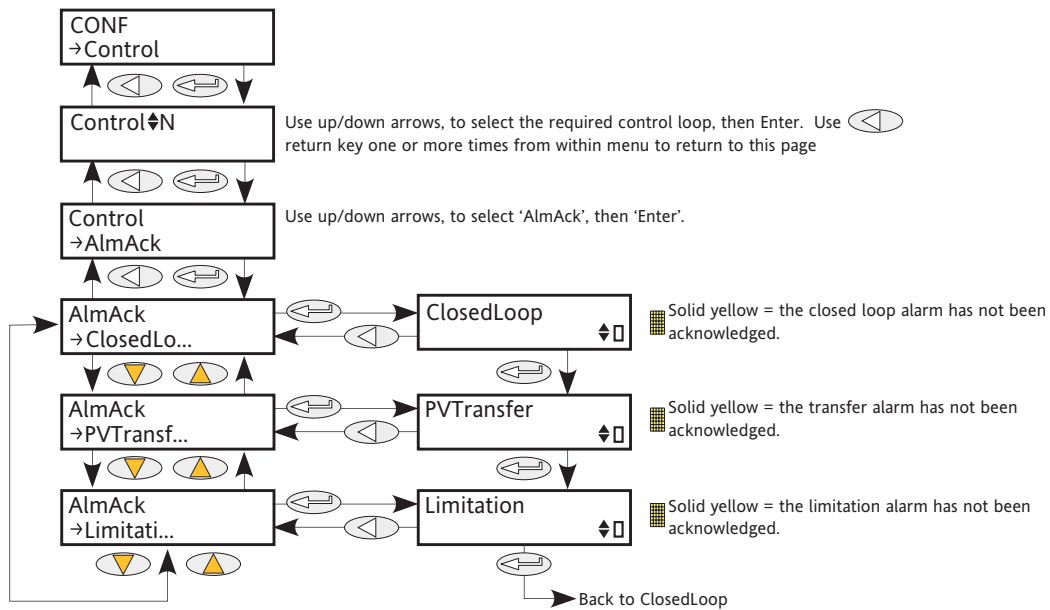 CONF
→Control
Control♦N
Use up/down arrows, to select the required control loop, then Enter. Use
return key one or more times from within menu to return to this page
Control
→AlmAck
Use up/down arrows, to select ‘AlmAck’, then ‘Enter’.
AlmAck
→ClosedLo...
ClosedLoop
Solid yellow = the closed loop alarm has not been
acknowledged.
AlmAck
→PVTransf...
PVTransfer
Solid yellow = the transfer alarm has not been
acknowledged.
AlmAck
→Limitati...
Limitation
Solid yellow = the limitation alarm has not been
acknowledged.
Back to ClosedLoop